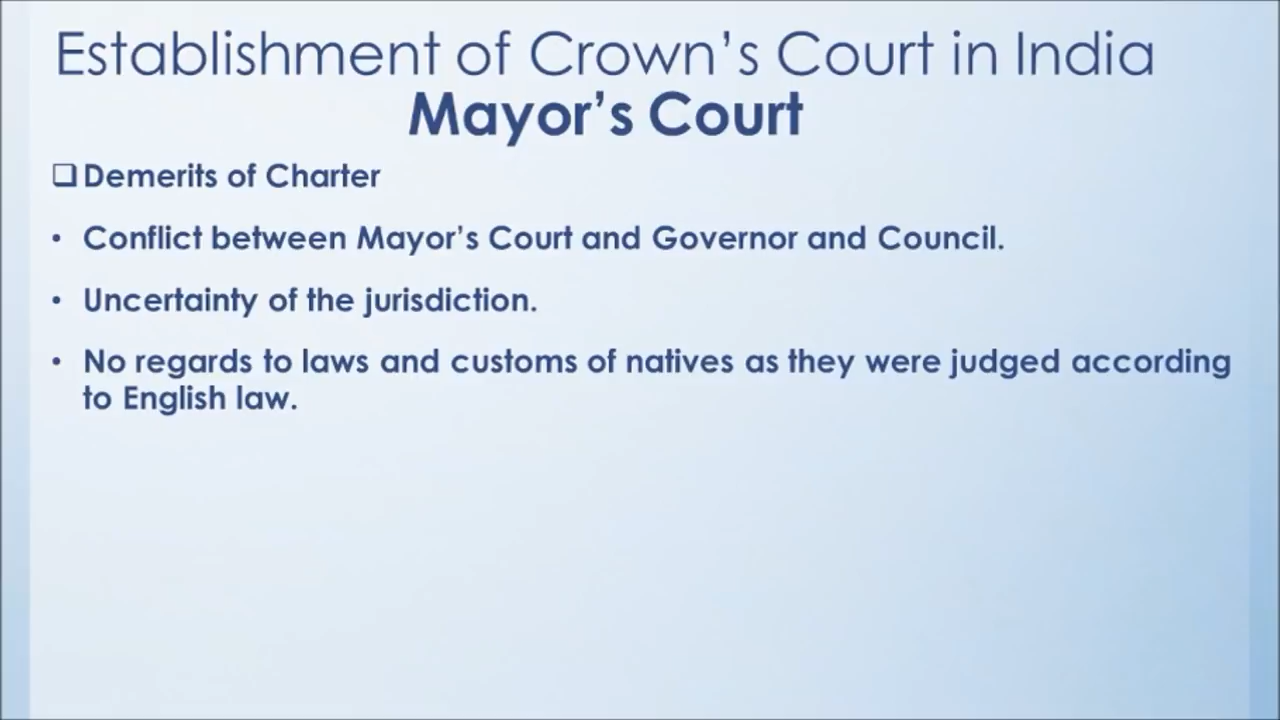 Establishment of Crown’s Court in India
Mayor’s Court
❑Demerits of Charter
• Conflict between Mayor’s Court and Governor and Council.
• Uncertainty of the jurisdiction.
• No regards to laws and customs of natives as they were judged according
to English law.